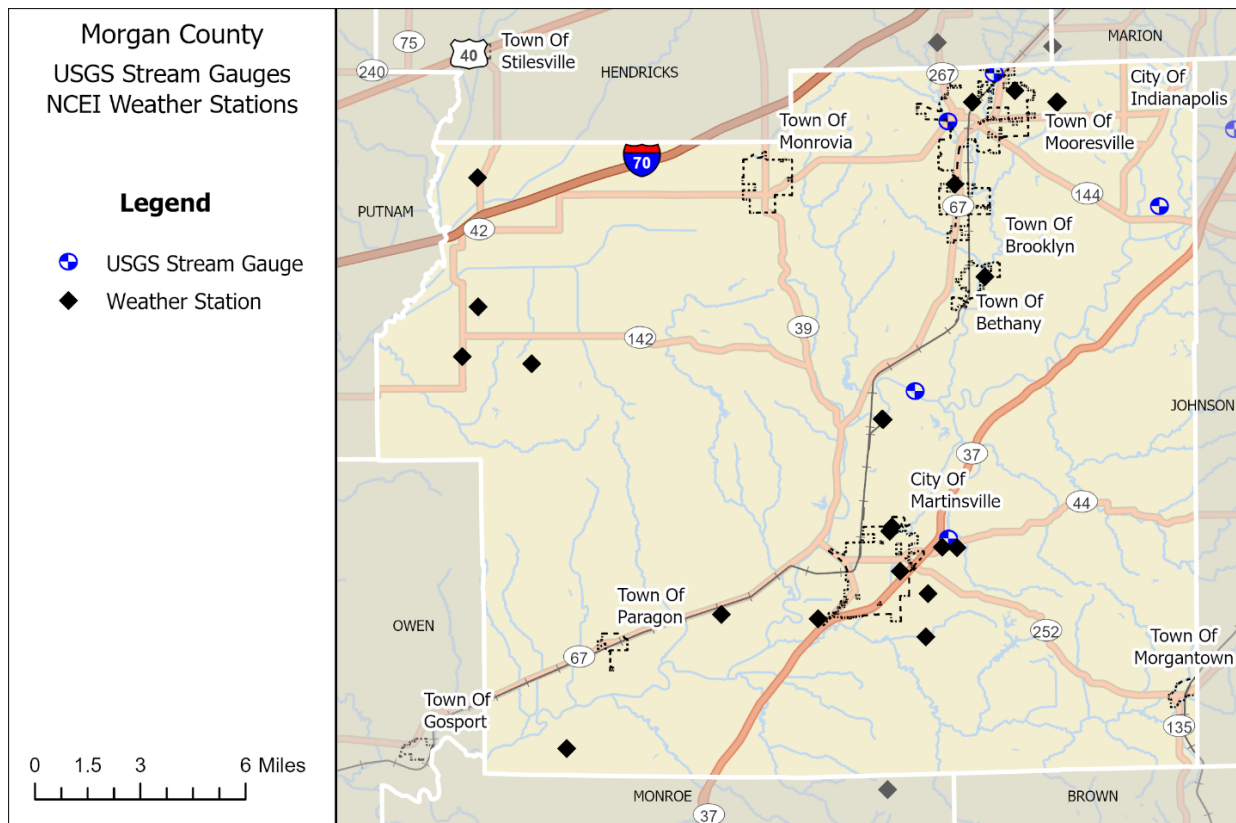 Morgan County
USGS Stream Gauges
NCEI Weather Stations
Legend
USGS Stream Gauge
Weather Station
0 1.5 3 6 Miles
75
40
240
Town Of
Stilesville
HENDRICKS
MARION
267
City Of
Indianapolis
Town Of
Monrovia
Town Of
Mooresville
70
PUTNAM
42
67
144
Town Of
Brooklyn
Town Of
Bethany
142
39
JOHNSON
37
City Of
Martinsville
44
OWEN
Town Of
Paragon
252
67
Town Of
Morgantown
Town Of
Gosport
135
MONROE
BROWN
37